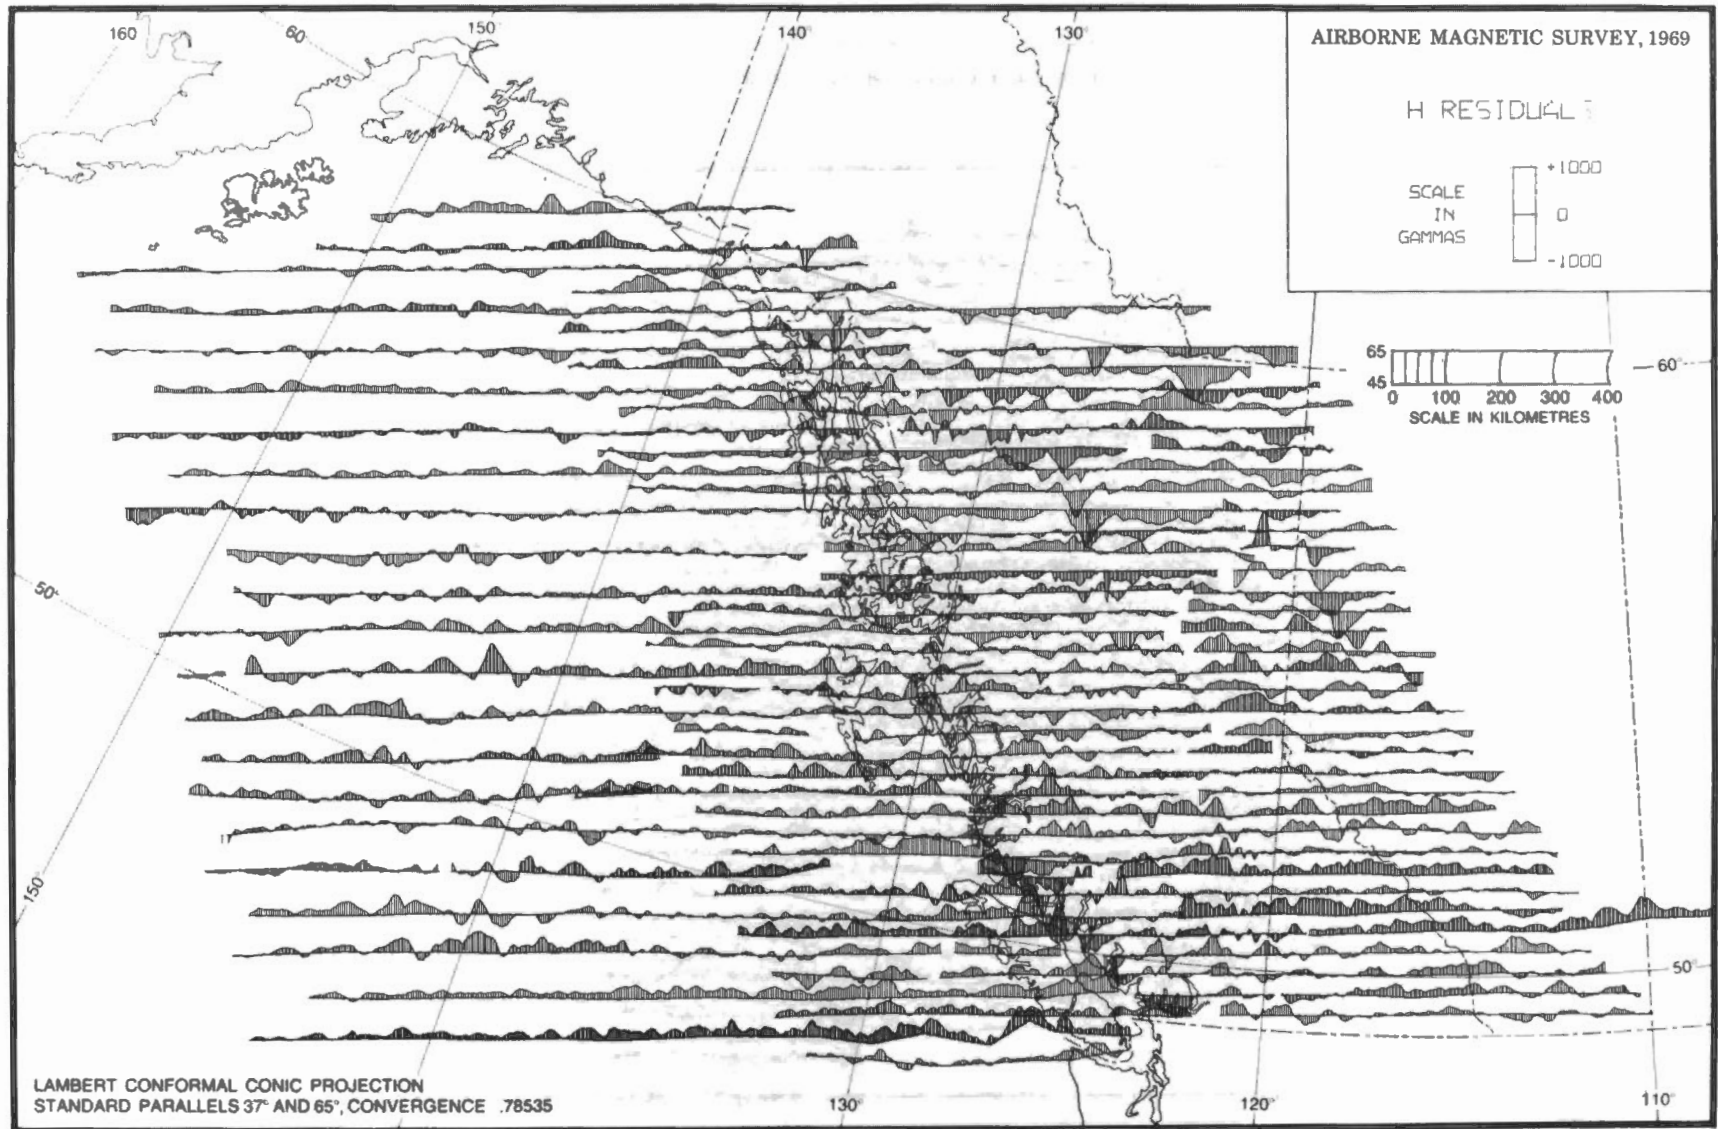 160
60°
150°
140°
130°
AIRBORNE MAGNETIC SURVEY, 1969
H RESIDUALS
SCALE
IN
GAMMAS
+1000
0
-1000
65
45
0 100 200 300 400
SCALE IN KILOMETRES
60°
50°
150°
50°
LAMBERT CONFORMAL CONIC PROJECTION
STANDARD PARALLELS 37° AND 65°, CONVERGENCE .78535
130°
120°
110°